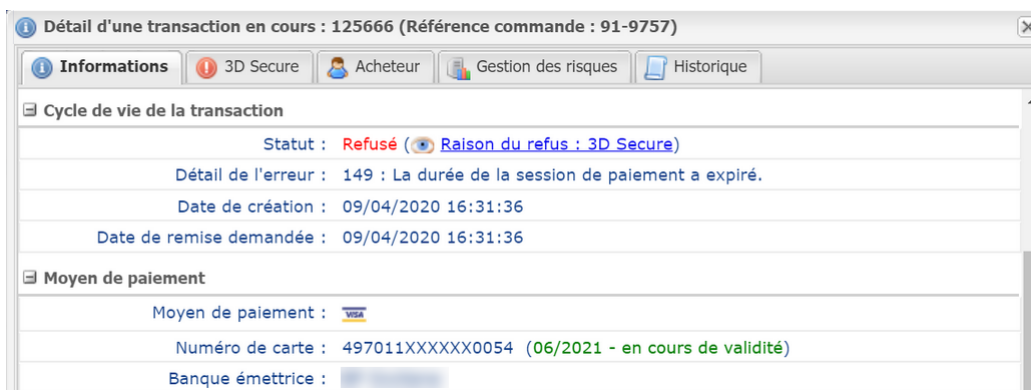 Détail d'une transaction en cours : 125666 (Référence commande : 91-9757)
Informations 3D Secure Acheteur Gestion des risques Historique
Cycle de vie de la transaction
Statut : Refusé (Raison du refus : 3D Secure)
Détail de l'erreur : 149 : La durée de la session de paiement a expiré.
Date de création : 09/04/2020 16:31:36
Date de remise demandée : 09/04/2020 16:31:36
Moyen de paiement
Moyen de paiement : VISA
Numéro de carte : 497011XXXXXX0054 (06/2021 - en cours de validité)
Banque émettrice :